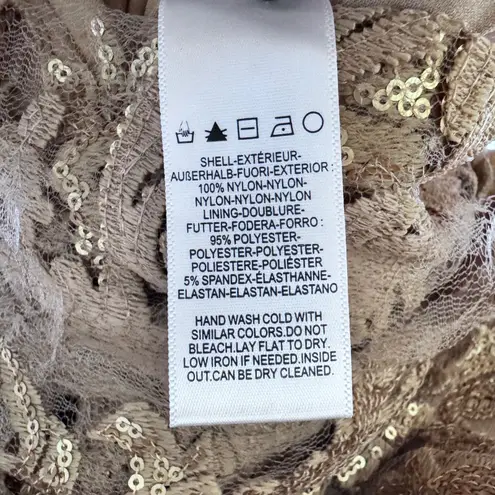 SHELL-EXTÉRIEUR-
AUßERHALB-FUORI-EXTERIOR :
100% NYLON-NYLON-
NYLON-NYLON-NYLON
LINING-DOUBLURE-
FUTTER-FODERA-FORRO :
95% POLYESTER-
POLYESTER-POLYESTER-
POLIESTERE-POLIÉSTER
5% SPANDEX-ÉLASTHANNE-
ELASTAN-ELASTAN-ELASTANO
HAND WASH COLD WITH
SIMILAR COLORS.DO NOT
BLEACH.LAY FLAT TO DRY.
LOW IRON IF NEEDED.INSIDE
OUT.CAN BE DRY CLEANED.